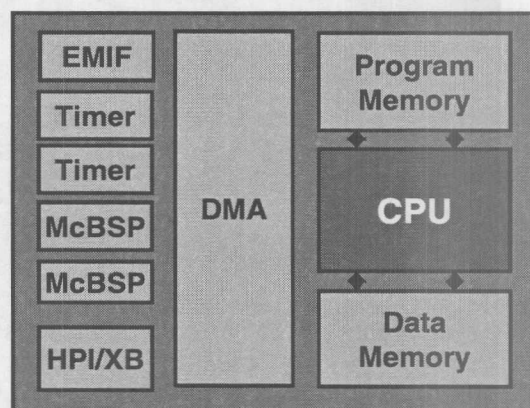 EMIF
Timer
Timer
McBSP
McBSP
HPI/XB
DMA
Program
Memory
CPU
Data
Memory